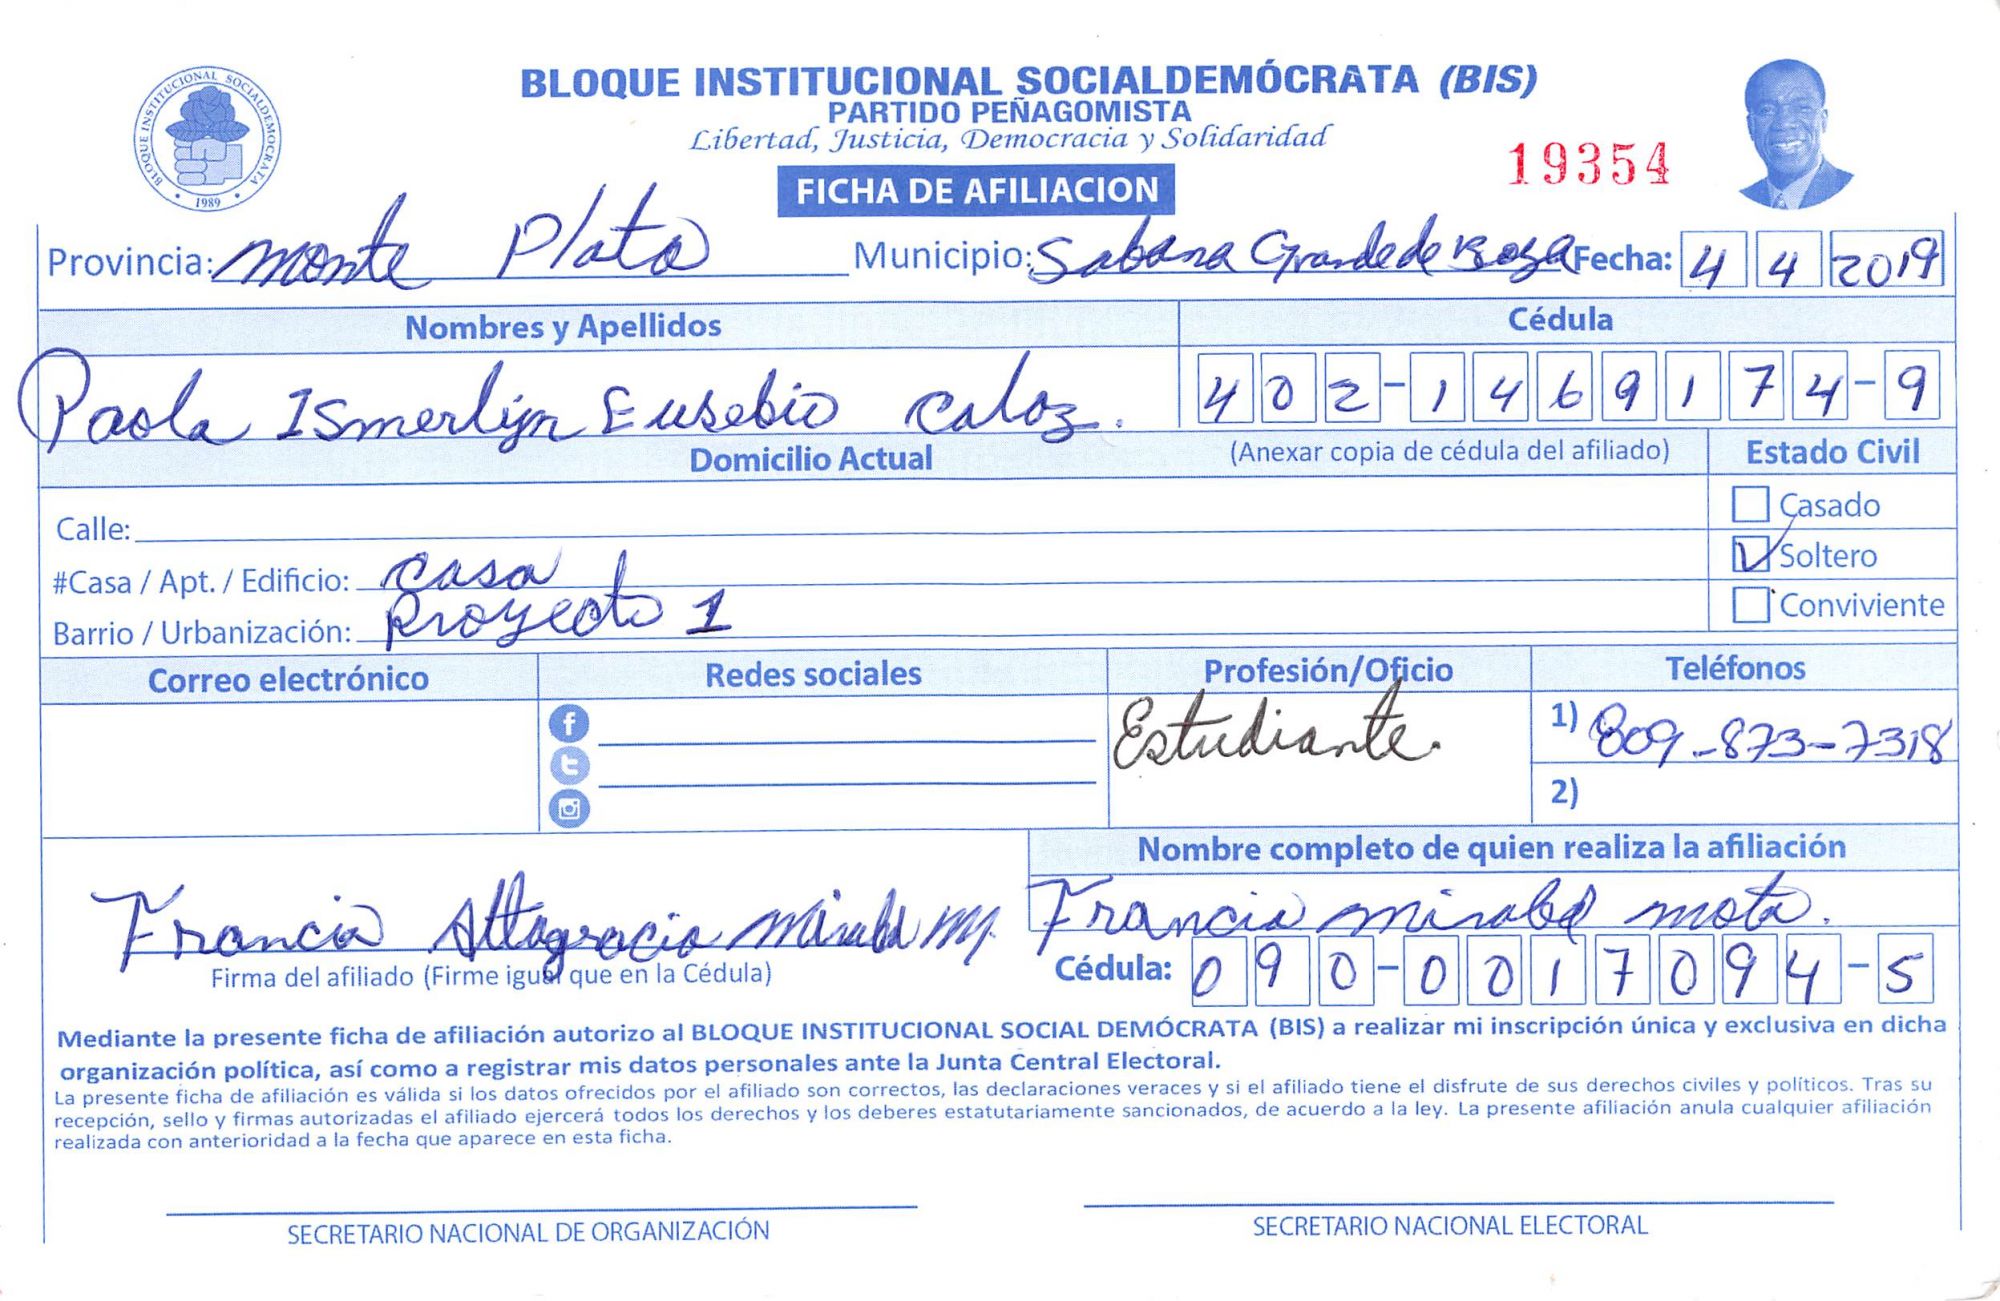 BLOQUE INSTITUCIONAL SOCIALDEMÓCRATA (BIS)
PARTIDO PEÑAGOMISTA
Libertad, Justicia, Democracia y Solidaridad
BLOQUE INSTITUCIONAL SOCIALDEMOCRATA
1989
19354
FICHA DE AFILIACION
Provincia: Monte Plata Municipio: Sabana Grande de Boya Fecha: 4 4 2019
Nombres y Apellidos Cédula
Paola Ismerlyn Eusebio Caloz. 402-1469174-9
Domicilio Actual (Anexar copia de cédula del afiliado) Estado Civil
Casado
Calle:
Soltero
#Casa / Apt. / Edificio: Casa
Conviviente
Barrio / Urbanización: Proyecto 1
Correo electrónico Redes sociales Profesión/Oficio Teléfonos
Estudiante. 1) 809-873-7318
2)
Nombre completo de quien realiza la afiliación
Francia Altagracia Mirabal M. Francia Mirabal Mota.
Firma del afiliado (Firme igual que en la Cédula) Cédula: 090-0017094-5
Mediante la presente ficha de afiliación autorizo al BLOQUE INSTITUCIONAL SOCIAL DEMÓCRATA (BIS) a realizar mi inscripción única y exclusiva en dicha
organización política, así como a registrar mis datos personales ante la Junta Central Electoral.
La presente ficha de afiliación es válida si los datos ofrecidos por el afiliado son correctos, las declaraciones veraces y si el afiliado tiene el disfrute de sus derechos civiles y políticos. Tras su
recepción, sello y firmas autorizadas el afiliado ejercerá todos los derechos y los deberes estatutariamente sancionados, de acuerdo a la ley. La presente afiliación anula cualquier afiliación
realizada con anterioridad a la fecha que aparece en esta ficha.
SECRETARIO NACIONAL DE ORGANIZACIÓN SECRETARIO NACIONAL ELECTORAL